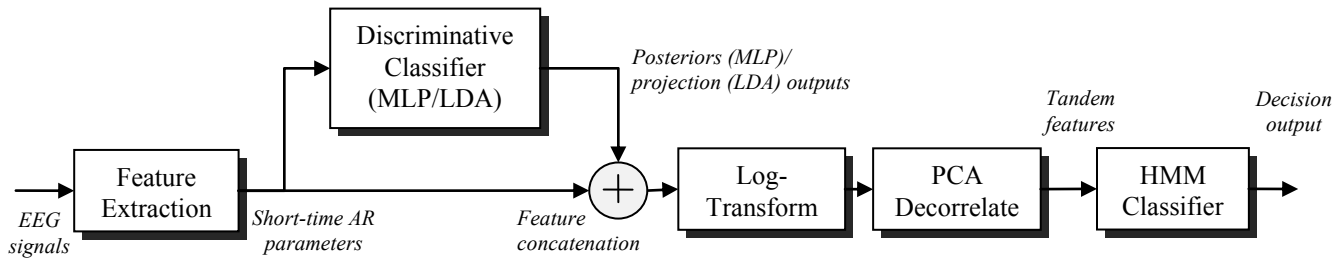 EEG
signals
Feature
Extraction
Short-time AR
parameters
Discriminative
Classifier
(MLP/LDA)
Posteriors (MLP)/
projection (LDA) outputs
Feature
concatenation
+
Log-
Transform
PCA
Decorrelate
Tandem
features
HMM
Classifier
Decision
output